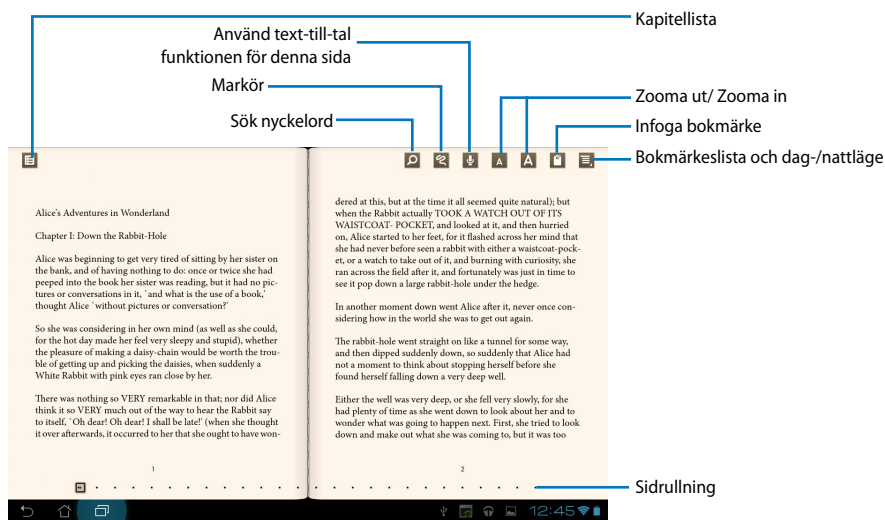 Kapitellista
Använd text-till-tal
funktionen för denna sida
Markör
Zooma ut/ Zooma in
Sök nyckelord
Infoga bokmärke
Bokmärkeslista och dag-/nattläge
A
A
Alice's Adventures in Wonderland
Chapter I: Down the Rabbit-Hole
Alice was beginning to get very tired of sitting by her sister on
the bank, and of having nothing to do: once or twice she had
peeped into the book her sister was reading, but it had no pic-
tures or conversations in it, `and what is the use of a book,'
thought Alice `without pictures or conversation?'
So she was considering in her own mind (as well as she could,
for the hot day made her feel very sleepy and stupid), whether
the pleasure of making a daisy-chain would be worth the trou-
ble of getting up and picking the daisies, when suddenly a
White Rabbit with pink eyes ran close by her.
There was nothing so VERY remarkable in that; nor did Alice
think it so VERY much out of the way to hear the Rabbit say
to itself, `Oh dear! Oh dear! I shall be late!' (when she thought
it over afterwards, it occurred to her that she ought to have won-
1
dered at this, but at the time it all seemed quite natural); but
when the Rabbit actually TOOK A WATCH OUT OF ITS
WAISTCOAT- POCKET, and looked at it, and then hurried
on, Alice started to her feet, for it flashed across her mind that
she had never before seen a rabbit with either a waistcoat-pock-
et, or a watch to take out of it, and burning with curiosity, she
ran across the field after it, and fortunately was just in time to
see it pop down a large rabbit-hole under the hedge.
In another moment down went Alice after it, never once con-
sidering how in the world she was to get out again.
The rabbit-hole went straight on like a tunnel for some way,
and then dipped suddenly down, so suddenly that Alice had
not a moment to think about stopping herself before she
found herself falling down a very deep well.
Either the well was very deep, or she fell very slowly, for she
had plenty of time as she went down to look about her and to
wonder what was going to happen next. First, she tried to look
down and make out what she was coming to, but it was too
2
Sidrullning
12:45